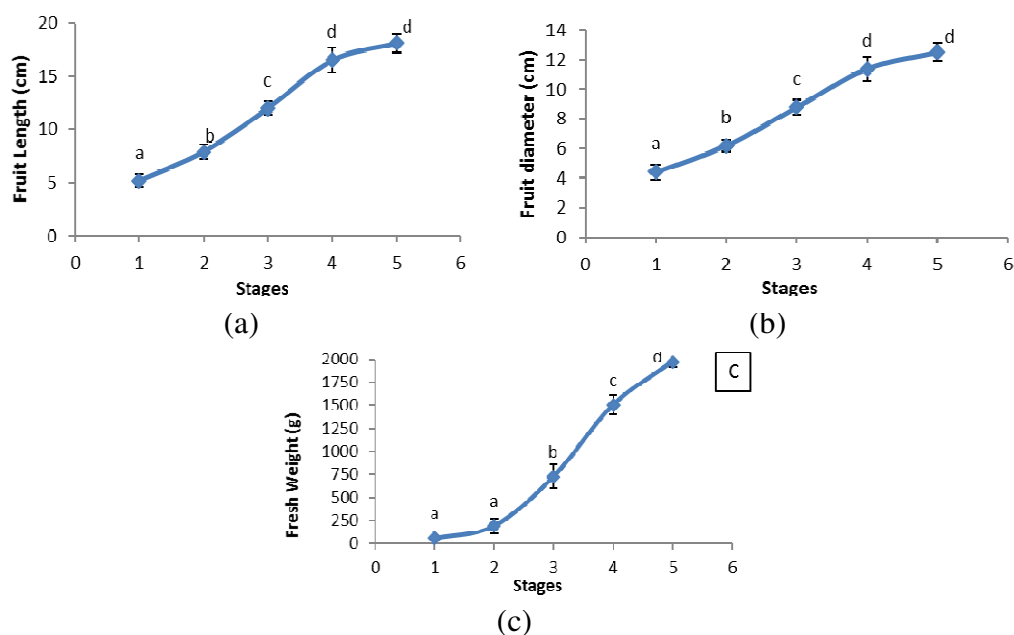 Fruit Length (cm)
20
15
10
5
0
a
b
c
d
d
0 1 2 3 4 5 6
Stages
(a)
Fruit diameter (cm)
14
12
10
8
6
4
2
0
a
b
c
d
d
0 1 2 3 4 5 6
Stages
(b)
Fresh Weight (g)
2000
1750
1500
1250
1000
750
500
250
0
a
a
b
c
d
C
0 1 2 3 4 5 6
Stages
(c)